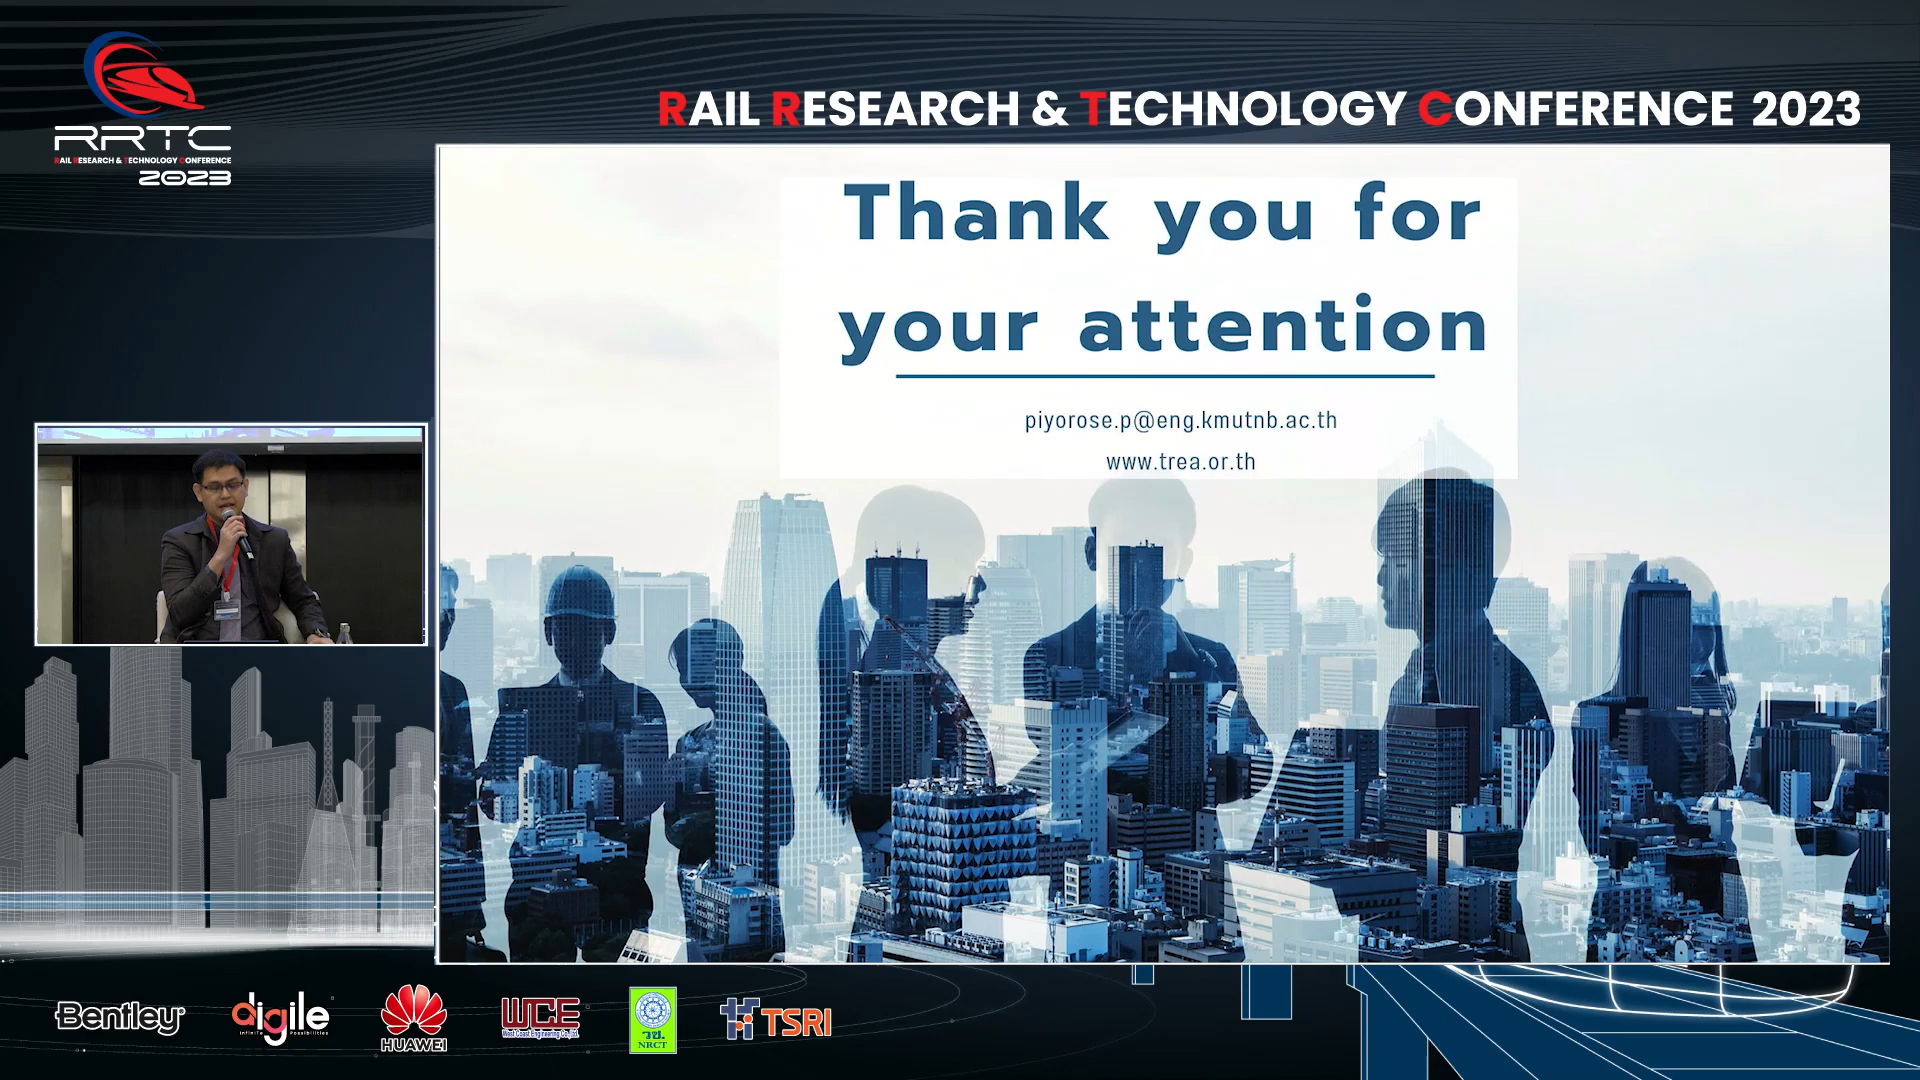 RRTC
RAIL RESEARCH & TECHNOLOGY CONFERENCE
2023
RAIL RESEARCH & TECHNOLOGY CONFERENCE 2023
Thank you for
your attention
piyorose.p@eng.kmutnb.ac.th
www.trea.or.th
Bentley
digile
infinite Possibilities
HUAWEI
WCE
West Coast Engineering Co.,Ltd.
วช.
NRCT
TSRI